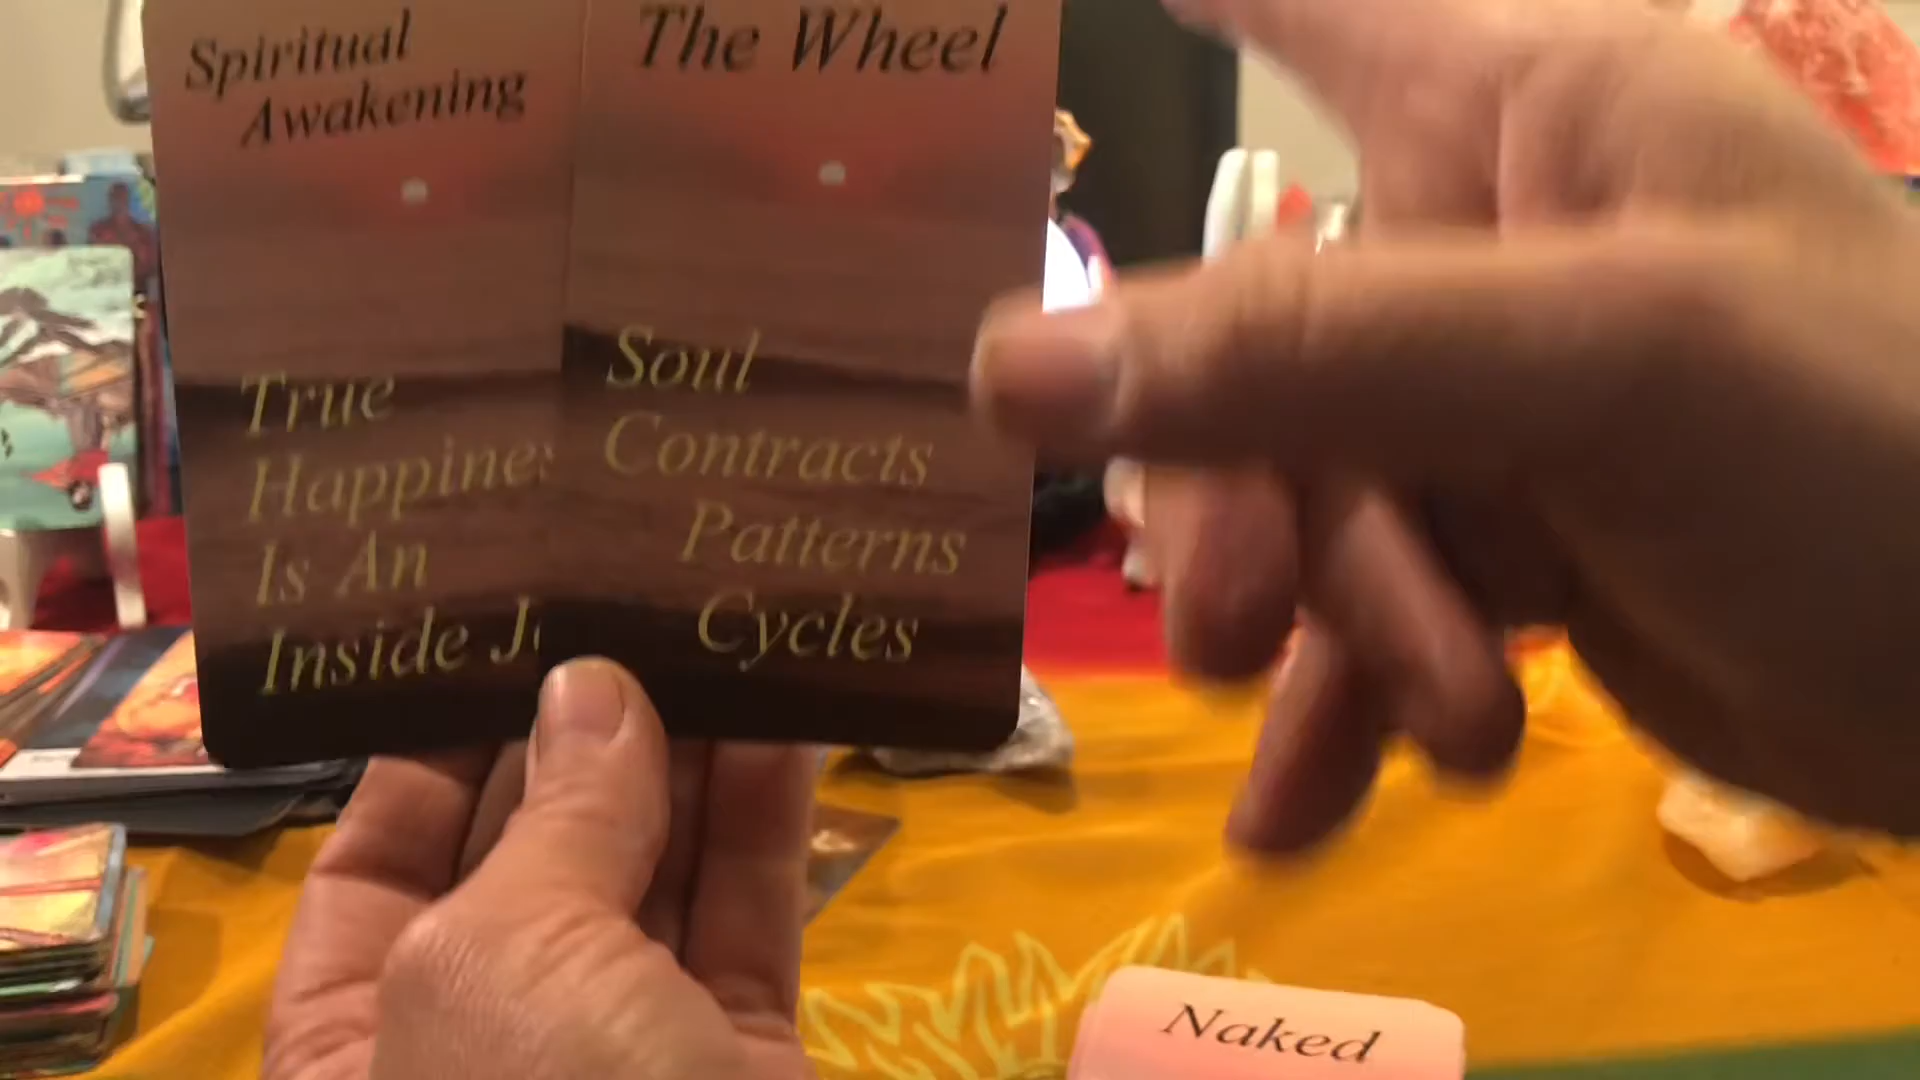 Spiritual
Awakening
True
Is An
Inside
The Wheel
Soul
Contracts
Patterns
Cycles
Naked